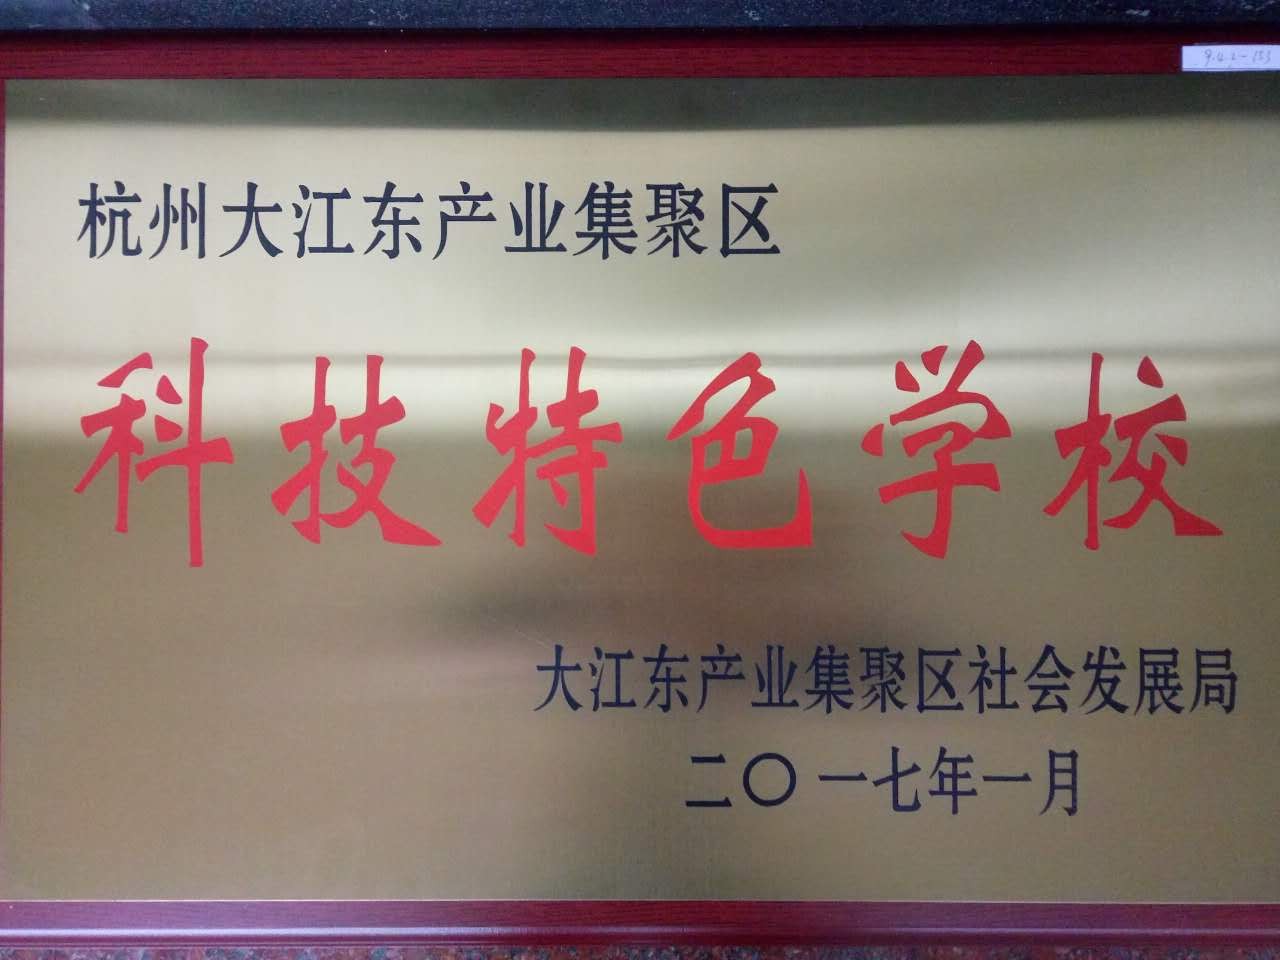 杭州大江东产业集聚区
科技特色学校
大江东产业集聚区社会发展局
二〇一七年一月